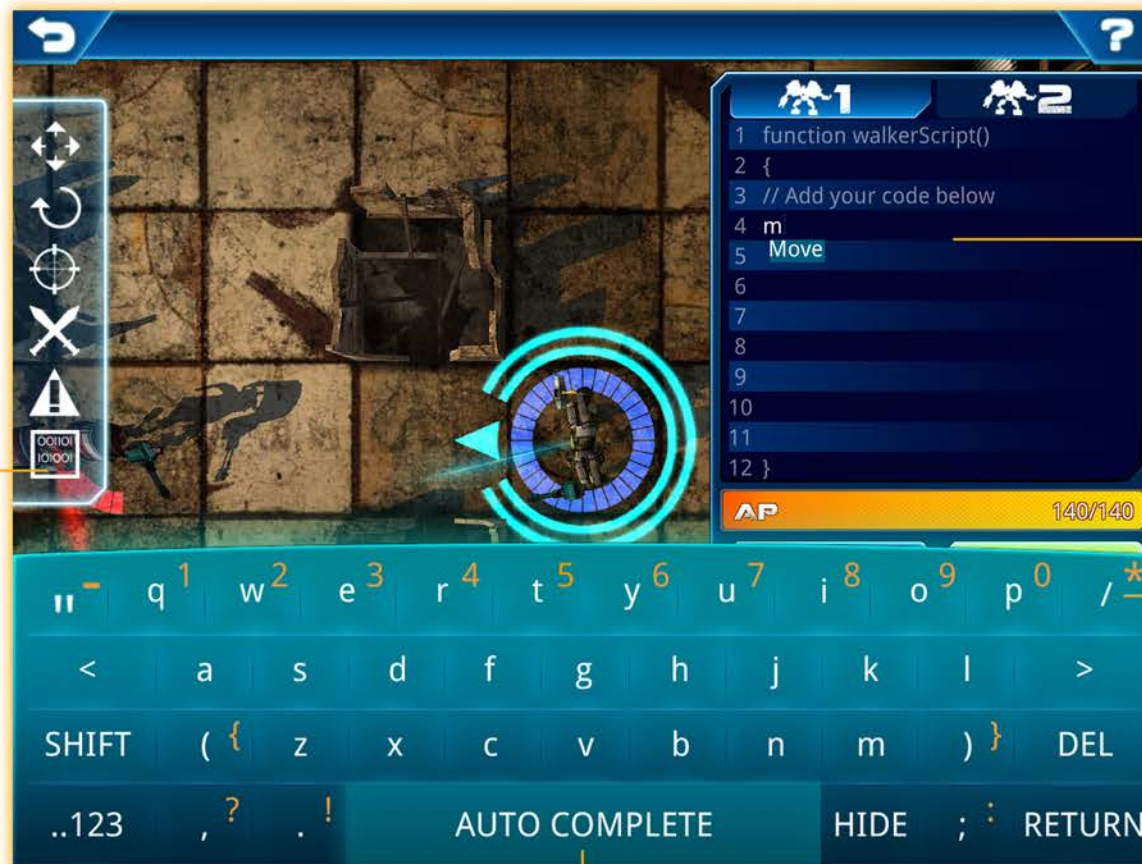 ?
1
2
1 function walkerScript()
2 {
3 // Add your code below
4 m
Move
5
6
7
8
9
10
11
12 }
001101
101001
AP 140/140
" - q 1 w 2 e 3 r 4 t 5 y 6 u 7 i 8 o 9 p 0 / *
< a s d f g h j k l >
SHIFT ( { z x c v b n m ) } DEL
..123 , ? . ! AUTO COMPLETE HIDE ; : RETURN